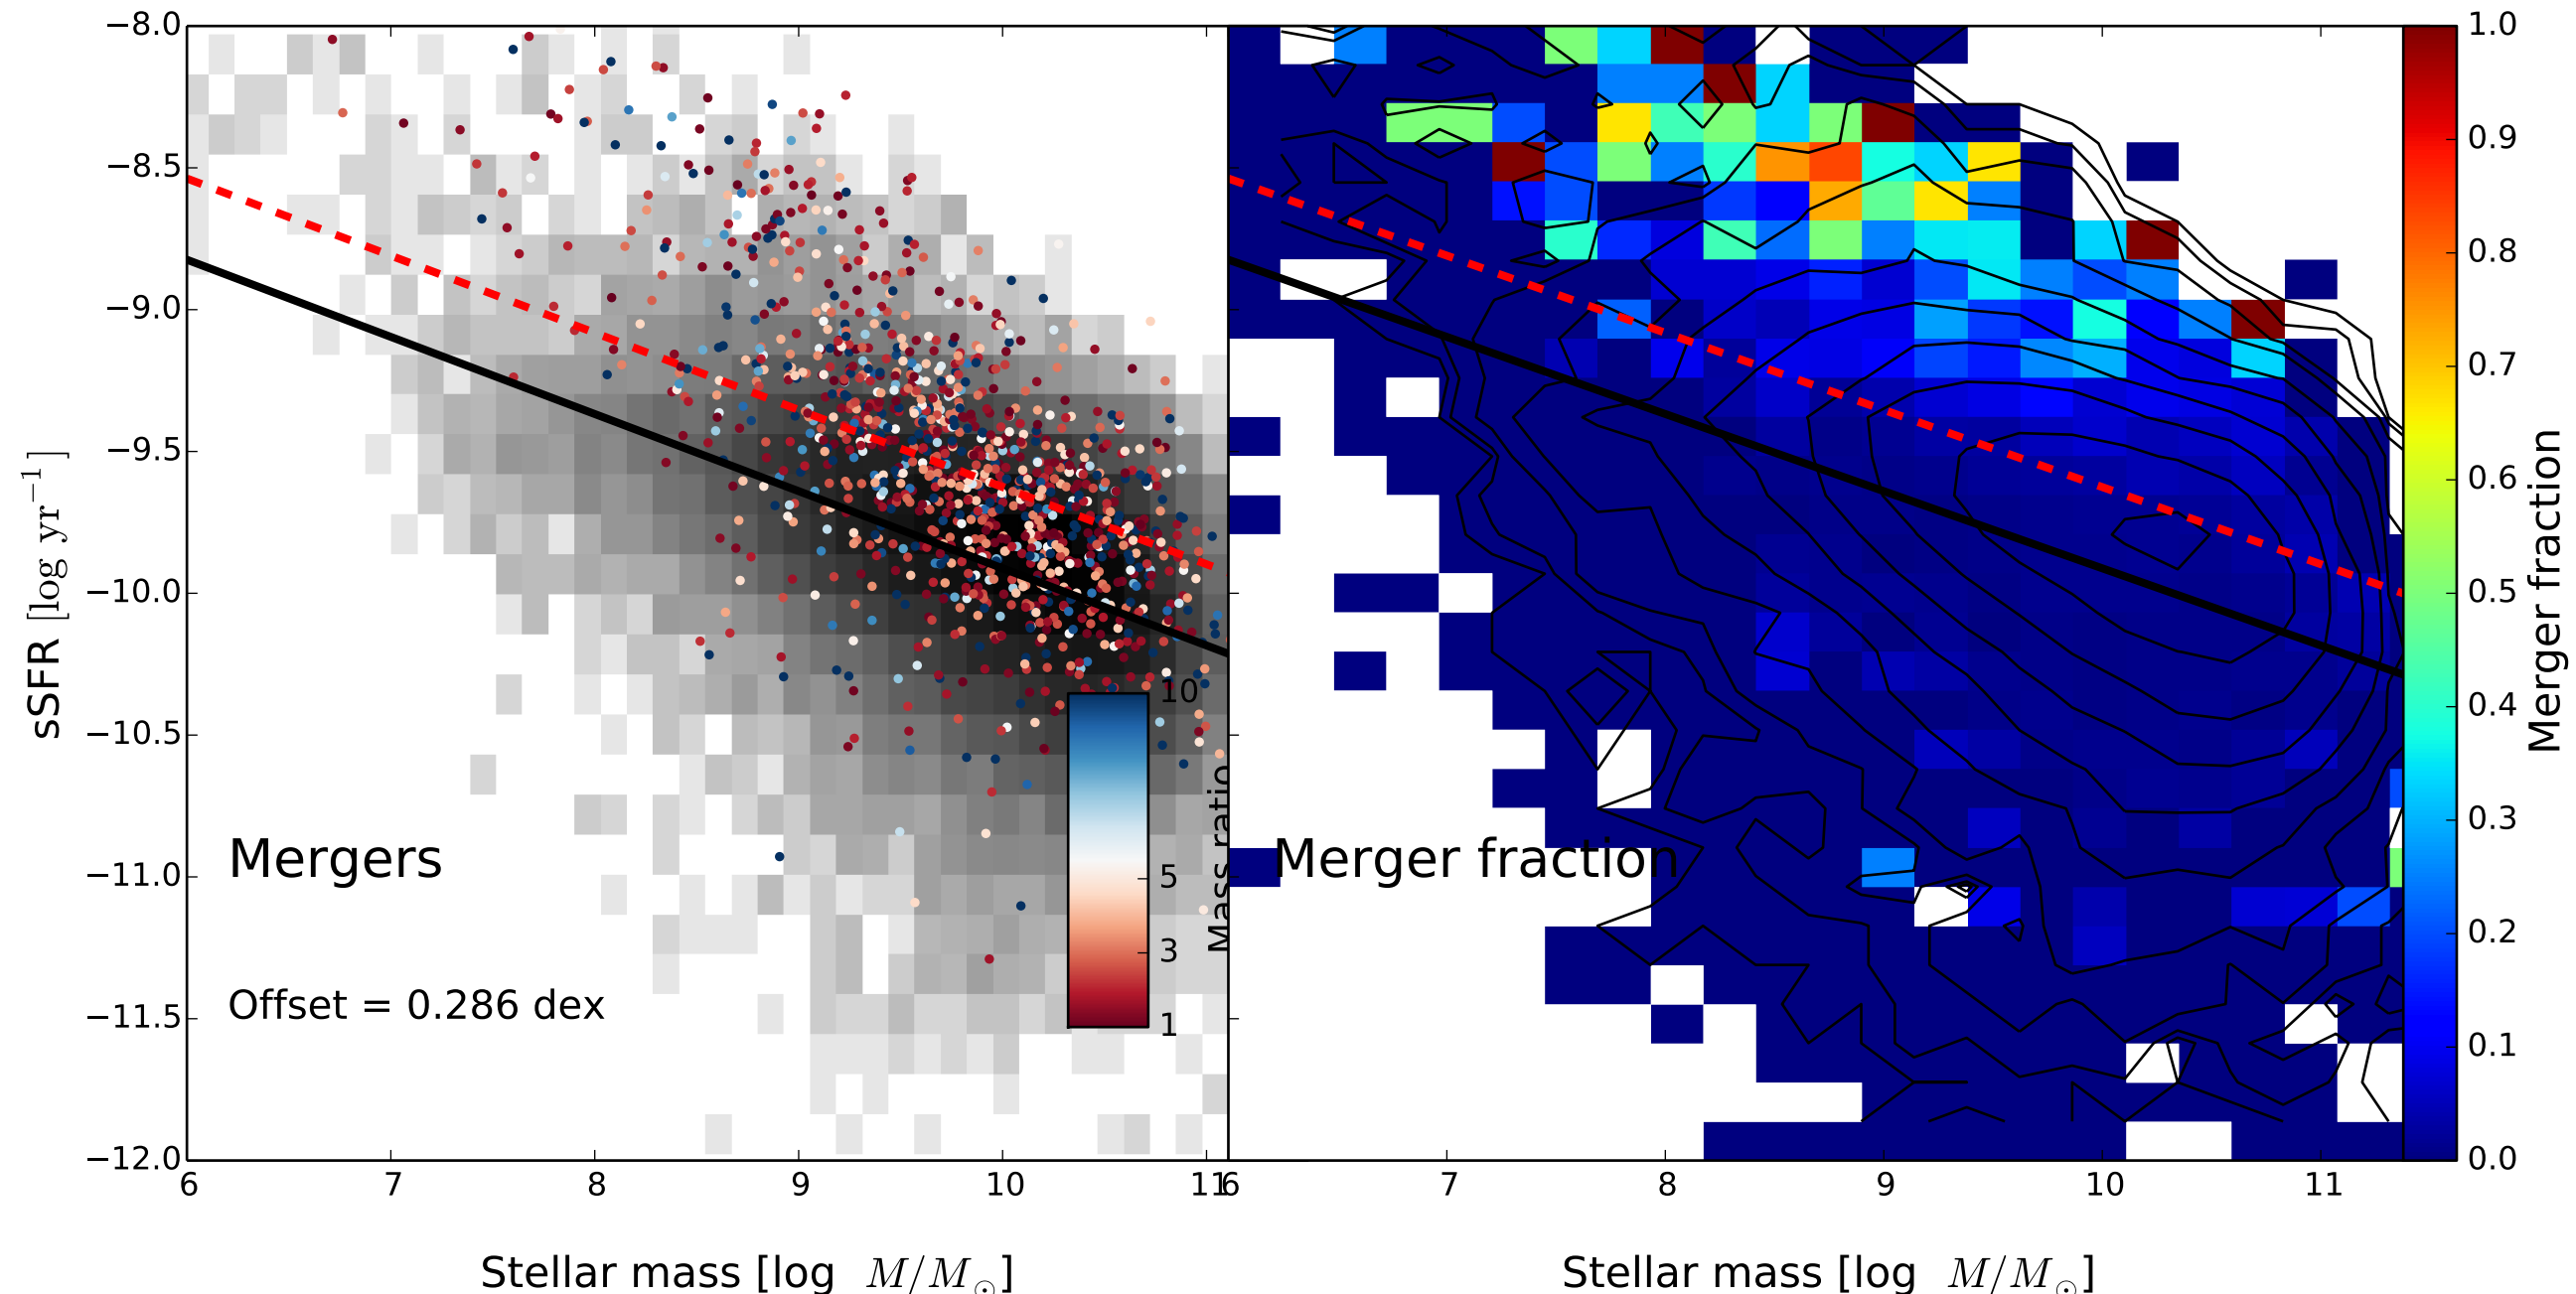 −8.0
−8.5
−9.0
−9.5
−10.0
−10.5
−11.0
−11.5
−12.0
sSFR [log yr⁻¹]
6 7 8 9 10 11
Stellar mass [log M/M⊙]
Mergers
Offset = 0.286 dex
10
5
3
1
Mass ratio
Merger fraction
6 7 8 9 10 11
Stellar mass [log M/M⊙]
1.0
0.9
0.8
0.7
0.6
0.5
0.4
0.3
0.2
0.1
0.0
Merger fraction